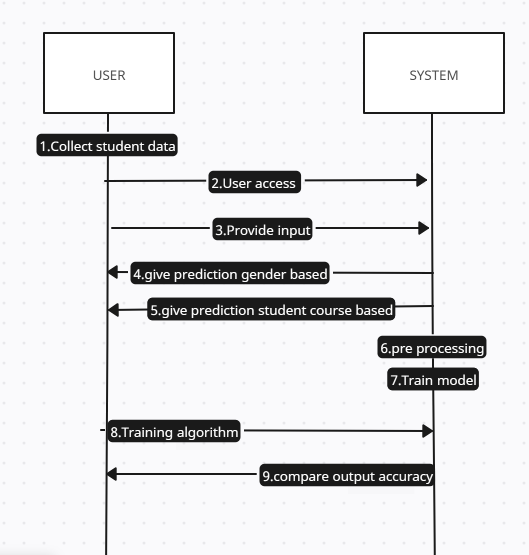 USER
SYSTEM
1.Collect student data
2.User access
3.Provide input
4.give prediction gender based
5.give prediction student course based
6.pre processing
7.Train model
8.Training algorithm
9.compare output accuracy